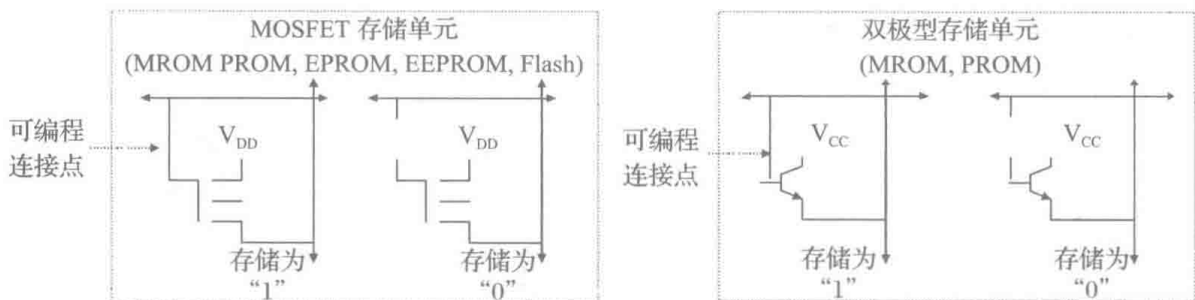 MOSFET 存储单元
(MROM PROM, EPROM, EEPROM, Flash)
可编程
连接点
V_DD
V_DD
存储为
“1”
存储为
“0”
双极型存储单元
(MROM, PROM)
可编程
连接点
V_CC
V_CC
存储为
“1”
存储为
“0”